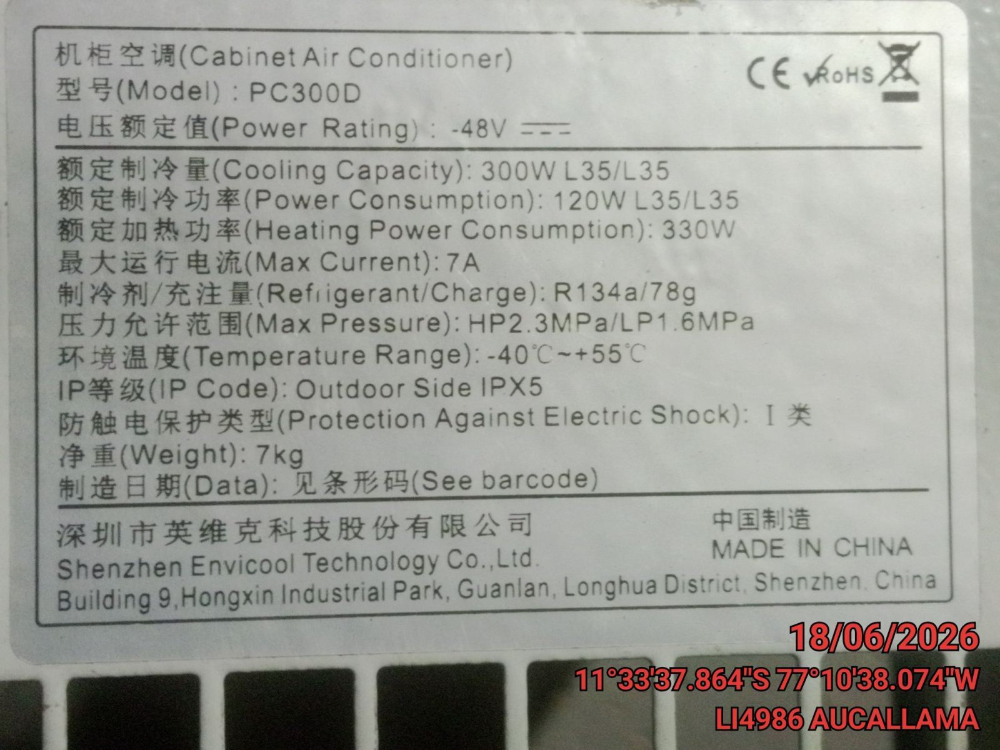 机柜空调(Cabinet Air Conditioner)
CE RoHS
型号(Model) : PC300D
电压额定值(Power Rating) : -48V
额定制冷量(Cooling Capacity): 300W L35/L35
额定制冷功率(Power Consumption): 120W L35/L35
额定加热功率(Heating Power Consumption): 330W
最大运行电流(Max Current): 7A
制冷剂/充注量(Refrigerant/Charge): R134a/78g
压力允许范围(Max Pressure): HP2.3MPa/LP1.6MPa
环境温度(Temperature Range): -40℃~+55℃
IP等级(IP Code): Outdoor Side IPX5
防触电保护类型(Protection Against Electric Shock): I 类
净重(Weight): 7kg
制造日期(Data): 见条形码(See barcode)
深圳市英维克科技股份有限公司
中国制造
Shenzhen Envicool Technology Co.,Ltd.
MADE IN CHINA
Building 9,Hongxin Industrial Park, Guanlan, Longhua District, Shenzhen. China
18/06/2026
11°33'37.864"S 77°10'38.074"W
LI4986 AUCALLAMA